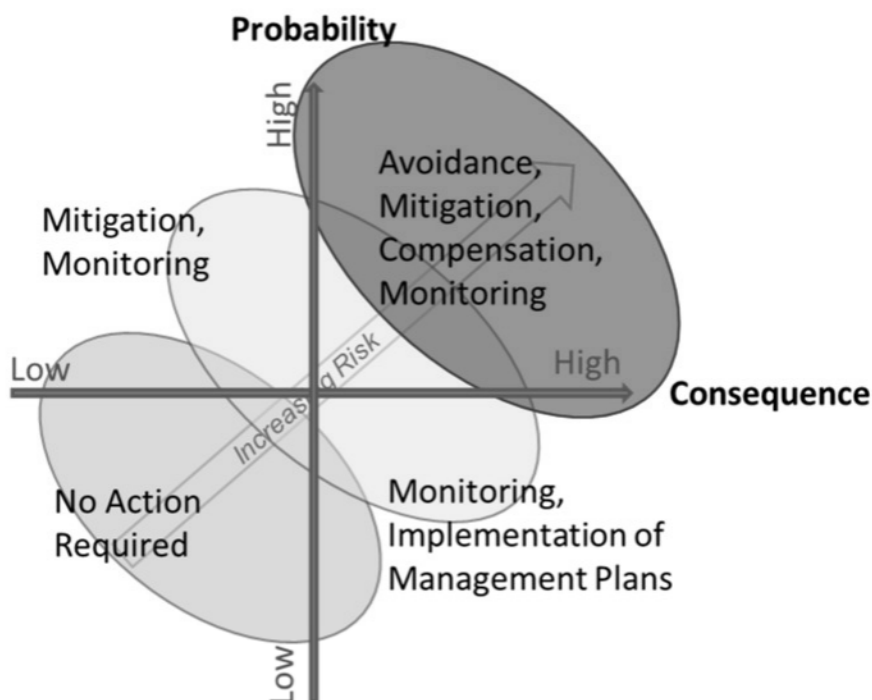 Probability
High
Avoidance,
Mitigation,
Compensation,
Monitoring
Mitigation,
Monitoring
Low
Increasing Risk
High
Consequence
No Action
Required
Monitoring,
Implementation of
Management Plans
Low